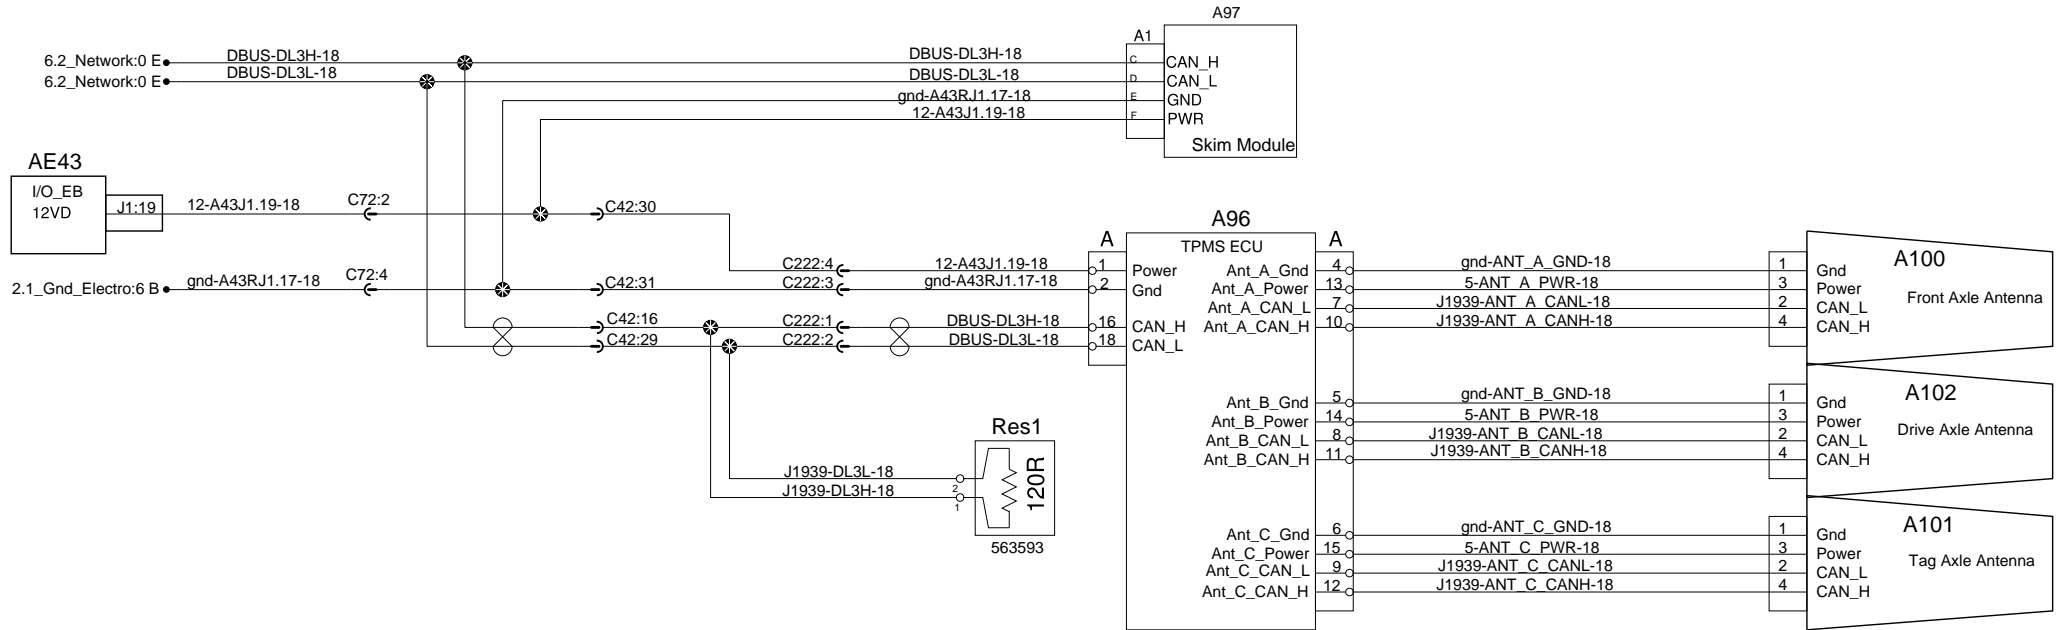 A97
A1
6.2_Network:0 E
DBUS-DL3H-18
DBUS-DL3H-18
C
CAN_H
6.2_Network:0 E
DBUS-DL3L-18
DBUS-DL3L-18
D
CAN_L
gnd-A43RJ1.17-18
E
GND
12-A43J1.19-18
F
PWR
Skim Module
AE43
I/O_EB
12VD
J1:19
12-A43J1.19-18
C72:2
C42:30
2.1_Gnd_Electro:6 B
gnd-A43RJ1.17-18
C72:4
C42:31
C42:16
C42:29
C222:4
C222:3
C222:1
C222:2
12-A43J1.19-18
gnd-A43RJ1.17-18
DBUS-DL3H-18
DBUS-DL3L-18
A96
A
A
TPMS ECU
1
Power
2
Gnd
16
CAN_H
18
CAN_L
Ant_A_Gnd
4
gnd-ANT_A_GND-18
1
Gnd
Ant_A_Power
13
5-ANT_A_PWR-18
3
Power
Ant_A_CAN_L
7
J1939-ANT_A_CANL-18
2
CAN_L
Ant_A_CAN_H
10
J1939-ANT_A_CANH-18
4
CAN_H
A100
Front Axle Antenna
Ant_B_Gnd
5
gnd-ANT_B_GND-18
1
Gnd
Ant_B_Power
14
5-ANT_B_PWR-18
3
Power
Ant_B_CAN_L
8
J1939-ANT_B_CANL-18
2
CAN_L
Ant_B_CAN_H
11
J1939-ANT_B_CANH-18
4
CAN_H
A102
Drive Axle Antenna
Res1
J1939-DL3L-18
2
J1939-DL3H-18
1
120R
563593
Ant_C_Gnd
6
gnd-ANT_C_GND-18
1
Gnd
Ant_C_Power
15
5-ANT_C_PWR-18
3
Power
Ant_C_CAN_L
9
J1939-ANT_C_CANL-18
2
CAN_L
Ant_C_CAN_H
12
J1939-ANT_C_CANH-18
4
CAN_H
A101
Tag Axle Antenna